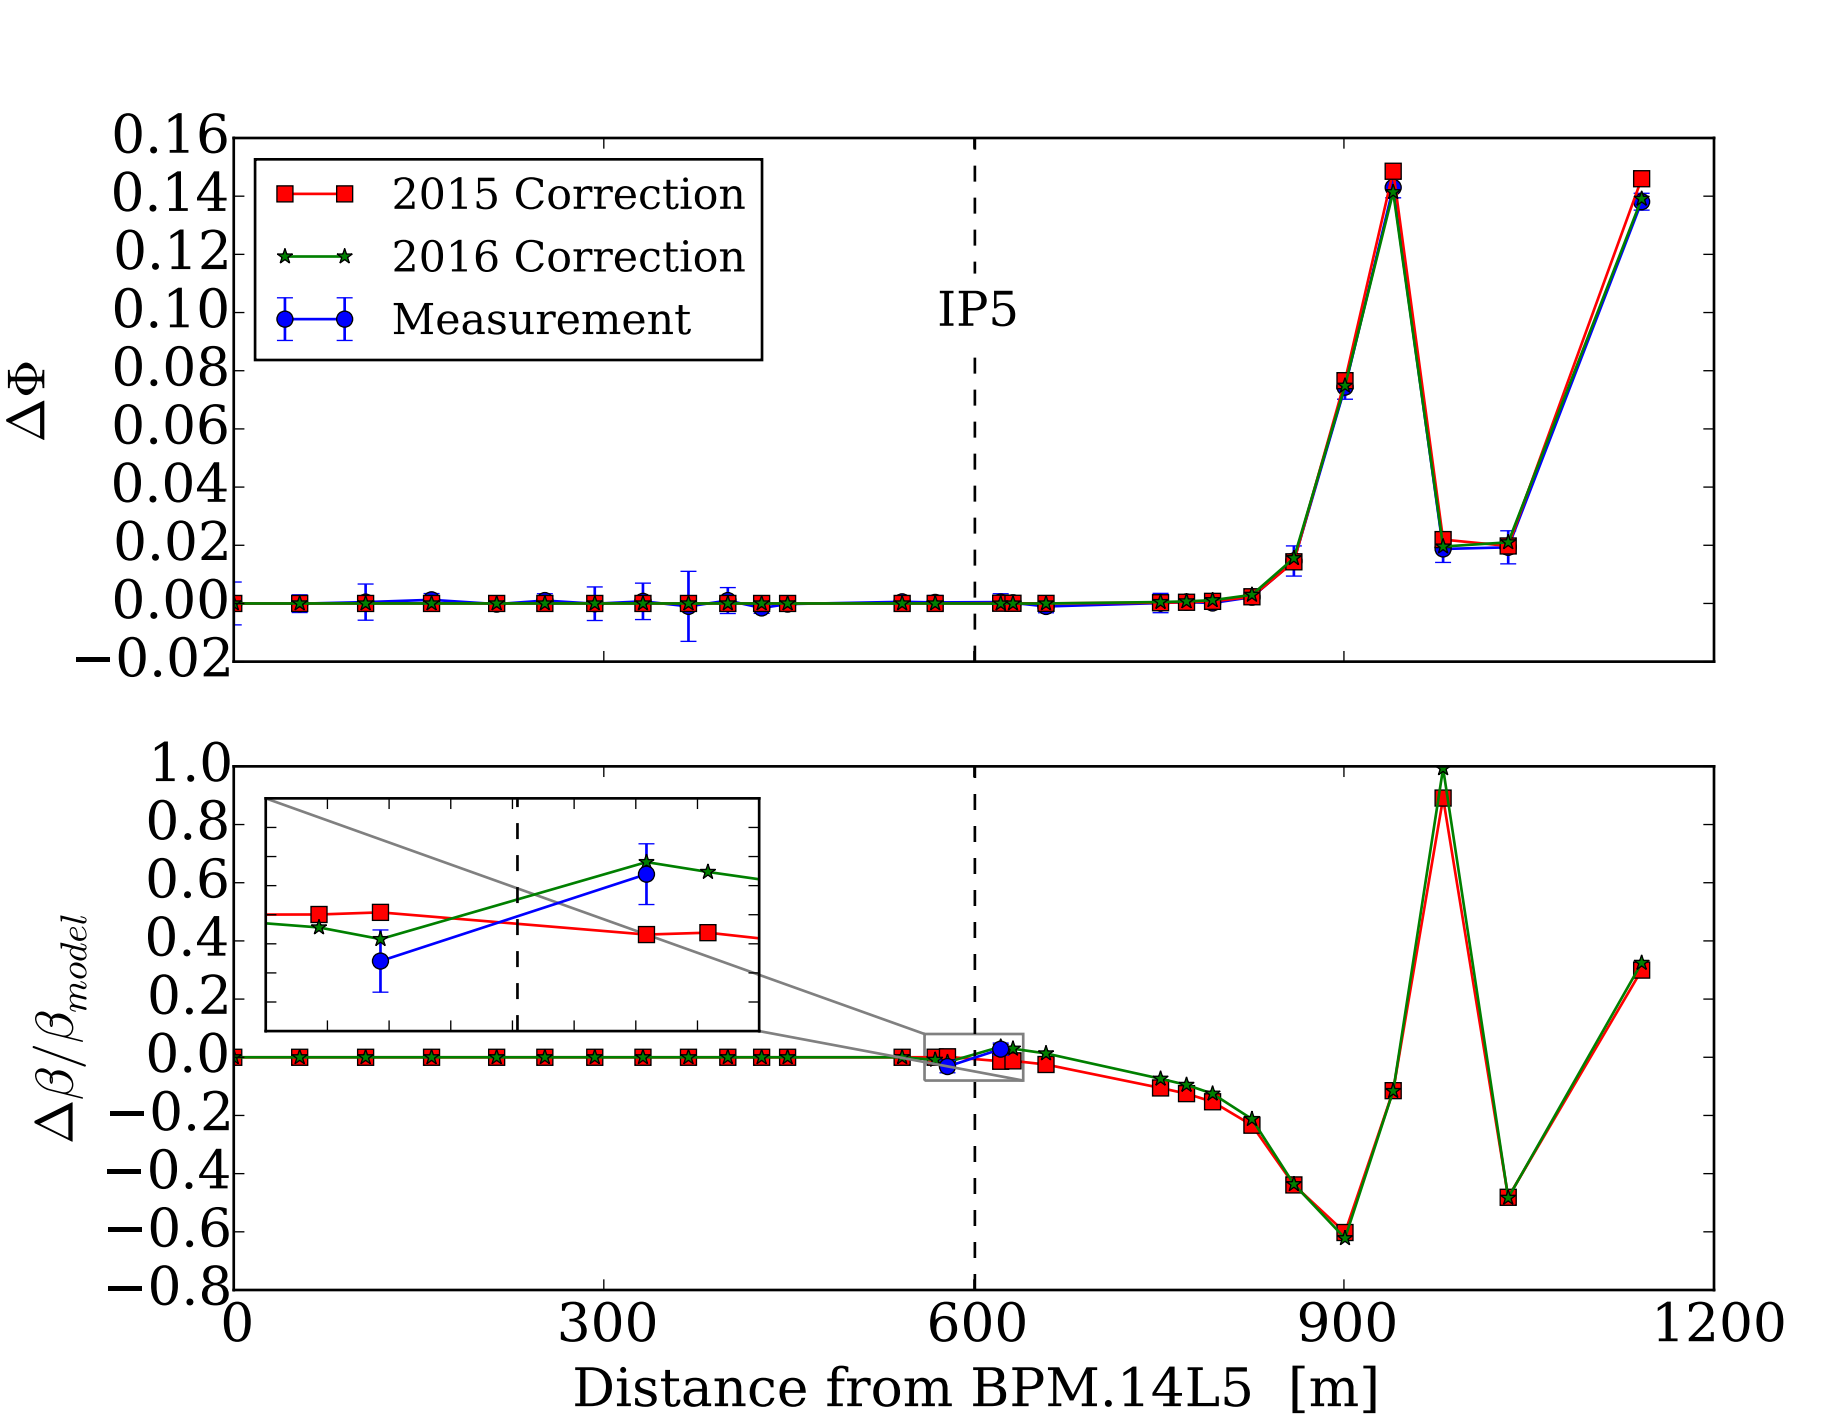 0.16
0.14
0.12
0.10
0.08
0.06
0.04
0.02
0.00
−0.02
ΔΦ
2015 Correction
2016 Correction
Measurement
IP5
1.0
0.8
0.6
0.4
0.2
0.0
−0.2
−0.4
−0.6
−0.8
Δβ/βmodel
0 300 600 900 1200
Distance from BPM.14L5 [m]